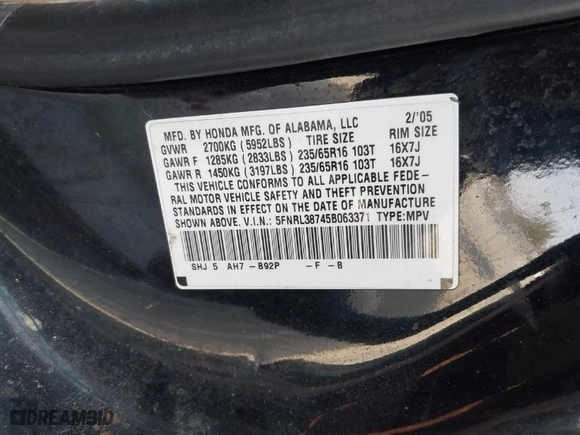 MFD. BY HONDA MFG. OF ALABAMA, LLC 2/'05
GVWR 2700KG (5952LBS) TIRE SIZE RIM SIZE
GAWR F 1285KG (2833LBS) 235/65R16 103T 16X7J
GAWR R 1450KG (3197LBS) 235/65R16 103T 16X7J
THIS VEHICLE CONFORMS TO ALL APPLICABLE FEDE-
RAL MOTOR VEHICLE SAFETY AND THEFT PREVENTION
STANDARDS IN EFFECT ON THE DATE OF MANUFACTURE
SHOWN ABOVE. V.I.N.: 5FNRL38745B063371 TYPE:MPV
SHJ 5 AH7 -B92P -F -B
DREAMBID